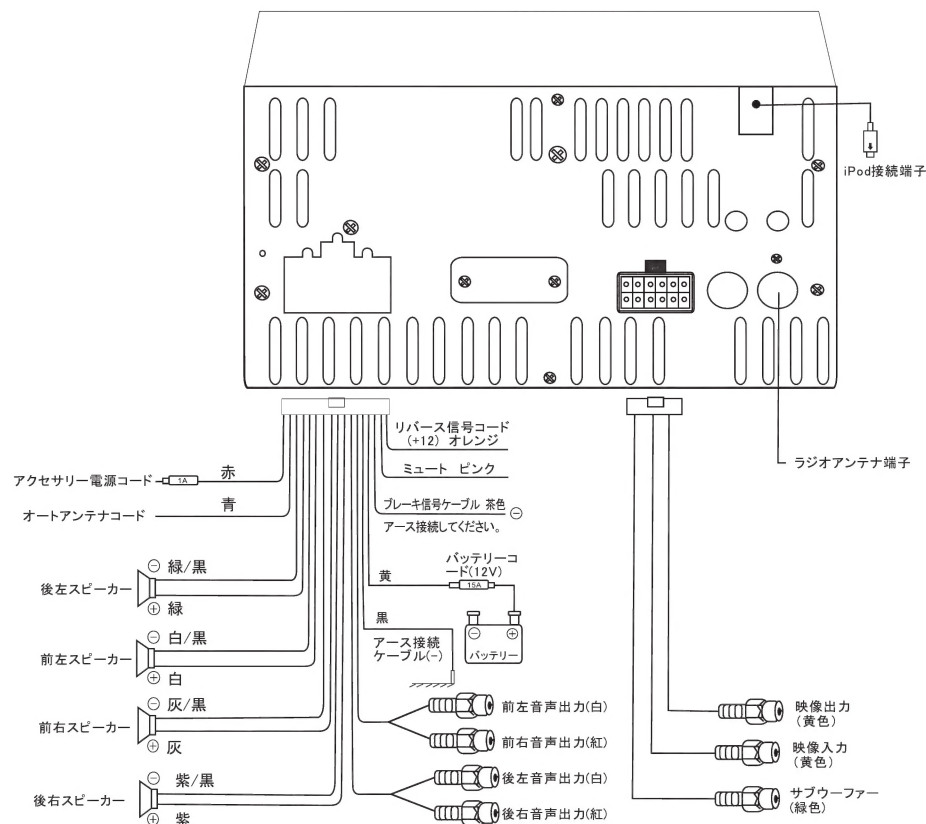 iPod接続端子
リバース信号コード
(+12) オレンジ
ミュート ピンク
ラジオアンテナ端子
アクセサリー電源コード
1A
赤
オートアンテナコード
青
ブレーキ信号ケーブル 茶色 ⊖
アース接続してください。
後左スピーカー
⊖ 緑/黒
⊕ 緑
黄
バッテリーコ
ード(12V)
15A
⊖ ⊕
バッテリー
黒
アース接続
ケーブル(-)
前左スピーカー
⊖ 白/黒
⊕ 白
前右スピーカー
⊖ 灰/黒
⊕ 灰
後右スピーカー
⊖ 紫/黒
⊕ 紫
前左音声出力(白)
前右音声出力(紅)
後左音声出力(白)
後右音声出力(紅)
映像出力
(黄色)
映像入力
(黄色)
サブウーファー
(緑色)